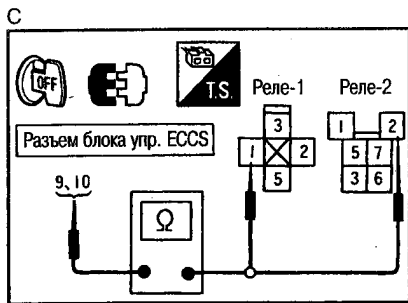 C
OFF
T.S.
Реле-1
Реле-2
Разъем блока упр. ECCS
3
1 2
5
1 2
5 7
3 6
9, 10
Ω